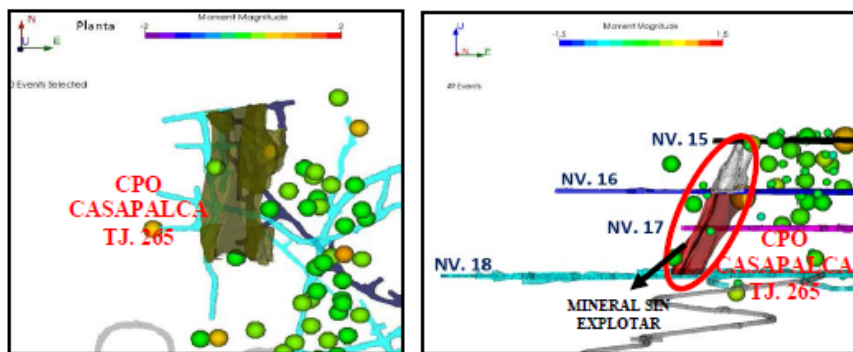 N
Planta
Moment Magnitude
-2
2
U
E
0 Events Selected
CPO
CASAPALCA
TJ. 265
U
Moment Magnitude
-1.5
1.5
N
E
49 Events
NV. 15
NV. 16
NV. 17
CPO
CASAPALCA
TJ. 265
NV. 18
MINERAL SIN
EXPLOTAR